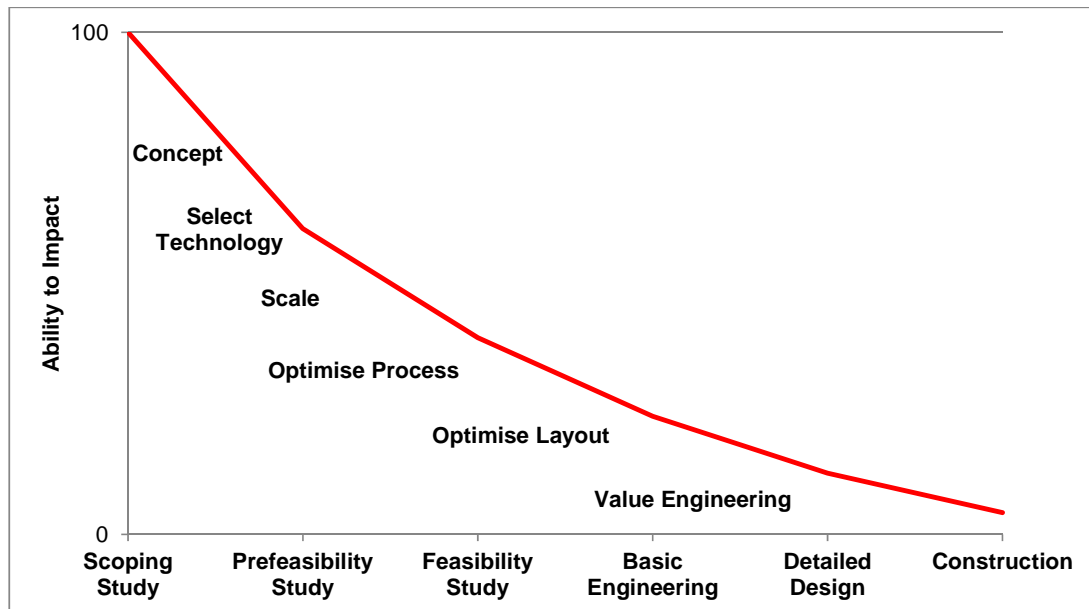 100
Concept
Select
Technology
Scale
Optimise Process
Optimise Layout
Value Engineering
Ability to Impact
0
Scoping
Study
Prefeasibility
Study
Feasibility
Study
Basic
Engineering
Detailed
Design
Construction